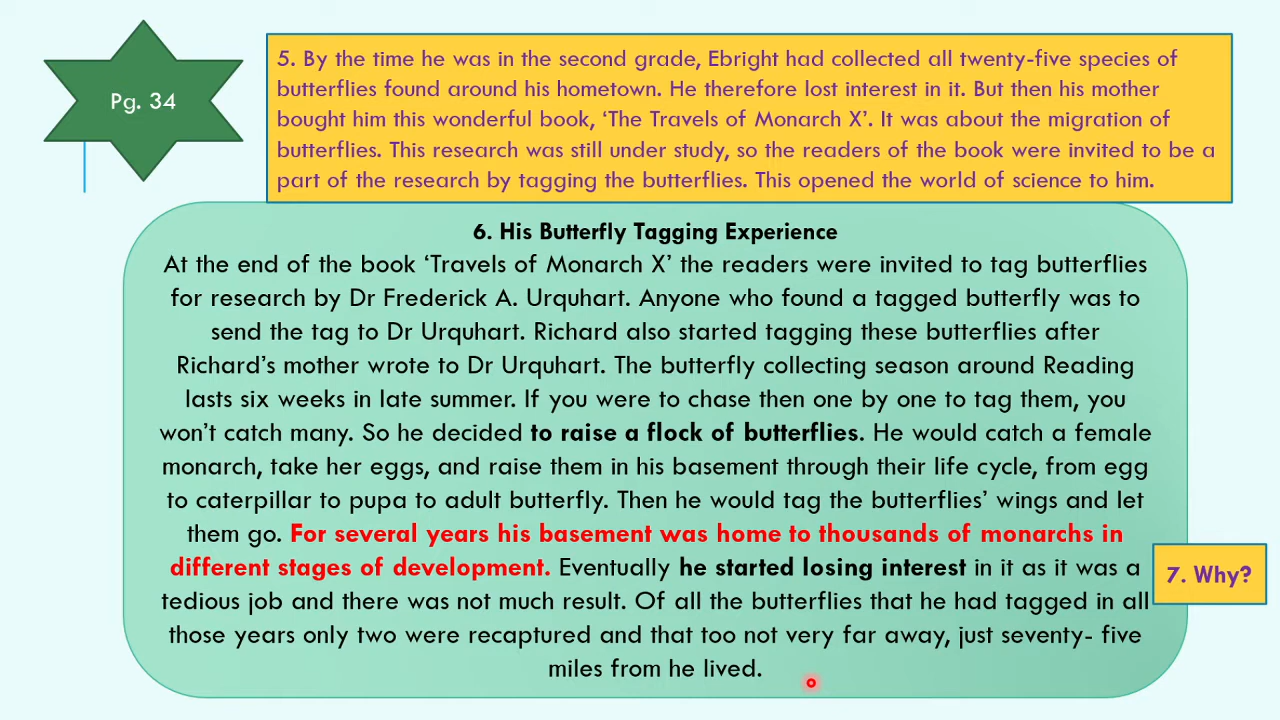 Pg. 34
5. By the time he was in the second grade, Ebright had collected all twenty-five species of
butterflies found around his hometown. He therefore lost interest in it. But then his mother
bought him this wonderful book, ‘The Travels of Monarch X’. It was about the migration of
butterflies. This research was still under study, so the readers of the book were invited to be a
part of the research by tagging the butterflies. This opened the world of science to him.
6. His Butterfly Tagging Experience
At the end of the book ‘Travels of Monarch X’ the readers were invited to tag butterflies
for research by Dr Frederick A. Urquhart. Anyone who found a tagged butterfly was to
send the tag to Dr Urquhart. Richard also started tagging these butterflies after
Richard’s mother wrote to Dr Urquhart. The butterfly collecting season around Reading
lasts six weeks in late summer. If you were to chase then one by one to tag them, you
won’t catch many. So he decided to raise a flock of butterflies. He would catch a female
monarch, take her eggs, and raise them in his basement through their life cycle, from egg
to caterpillar to pupa to adult butterfly. Then he would tag the butterflies’ wings and let
them go. For several years his basement was home to thousands of monarchs in
different stages of development. Eventually he started losing interest in it as it was a
tedious job and there was not much result. Of all the butterflies that he had tagged in all
those years only two were recaptured and that too not very far away, just seventy- five
miles from he lived.
7. Why?